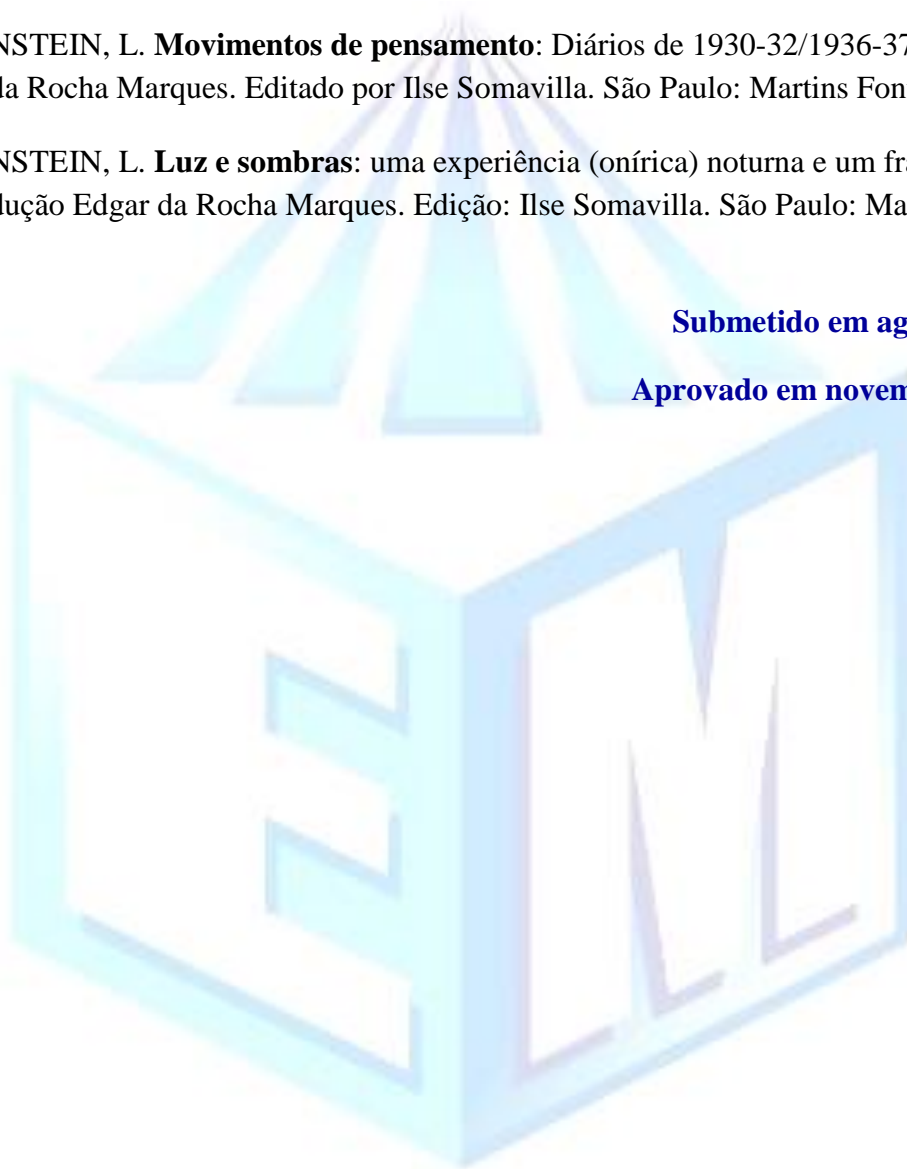 NSTEIN, L. Movimentos de pensamento: Diários de 1930-32/1936-37
da Rocha Marques. Editado por Ilse Somavilla. São Paulo: Martins Fon
NSTEIN, L. Luz e sombras: uma experiência (onírica) noturna e um fra
dução Edgar da Rocha Marques. Edição: Ilse Somavilla. São Paulo: Ma
Submetido em ag
Aprovado em novem
E M